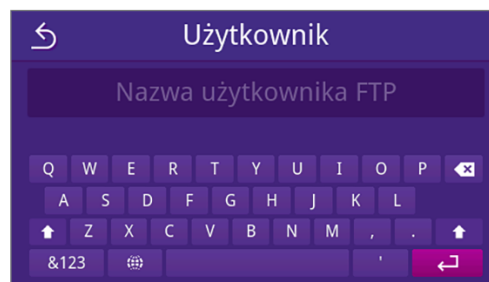 Użytkownik
Nazwa użytkownika FTP
Q W E R T Y U I O P
A S D F G H J K L
Z X C V B N M , .
&123 '